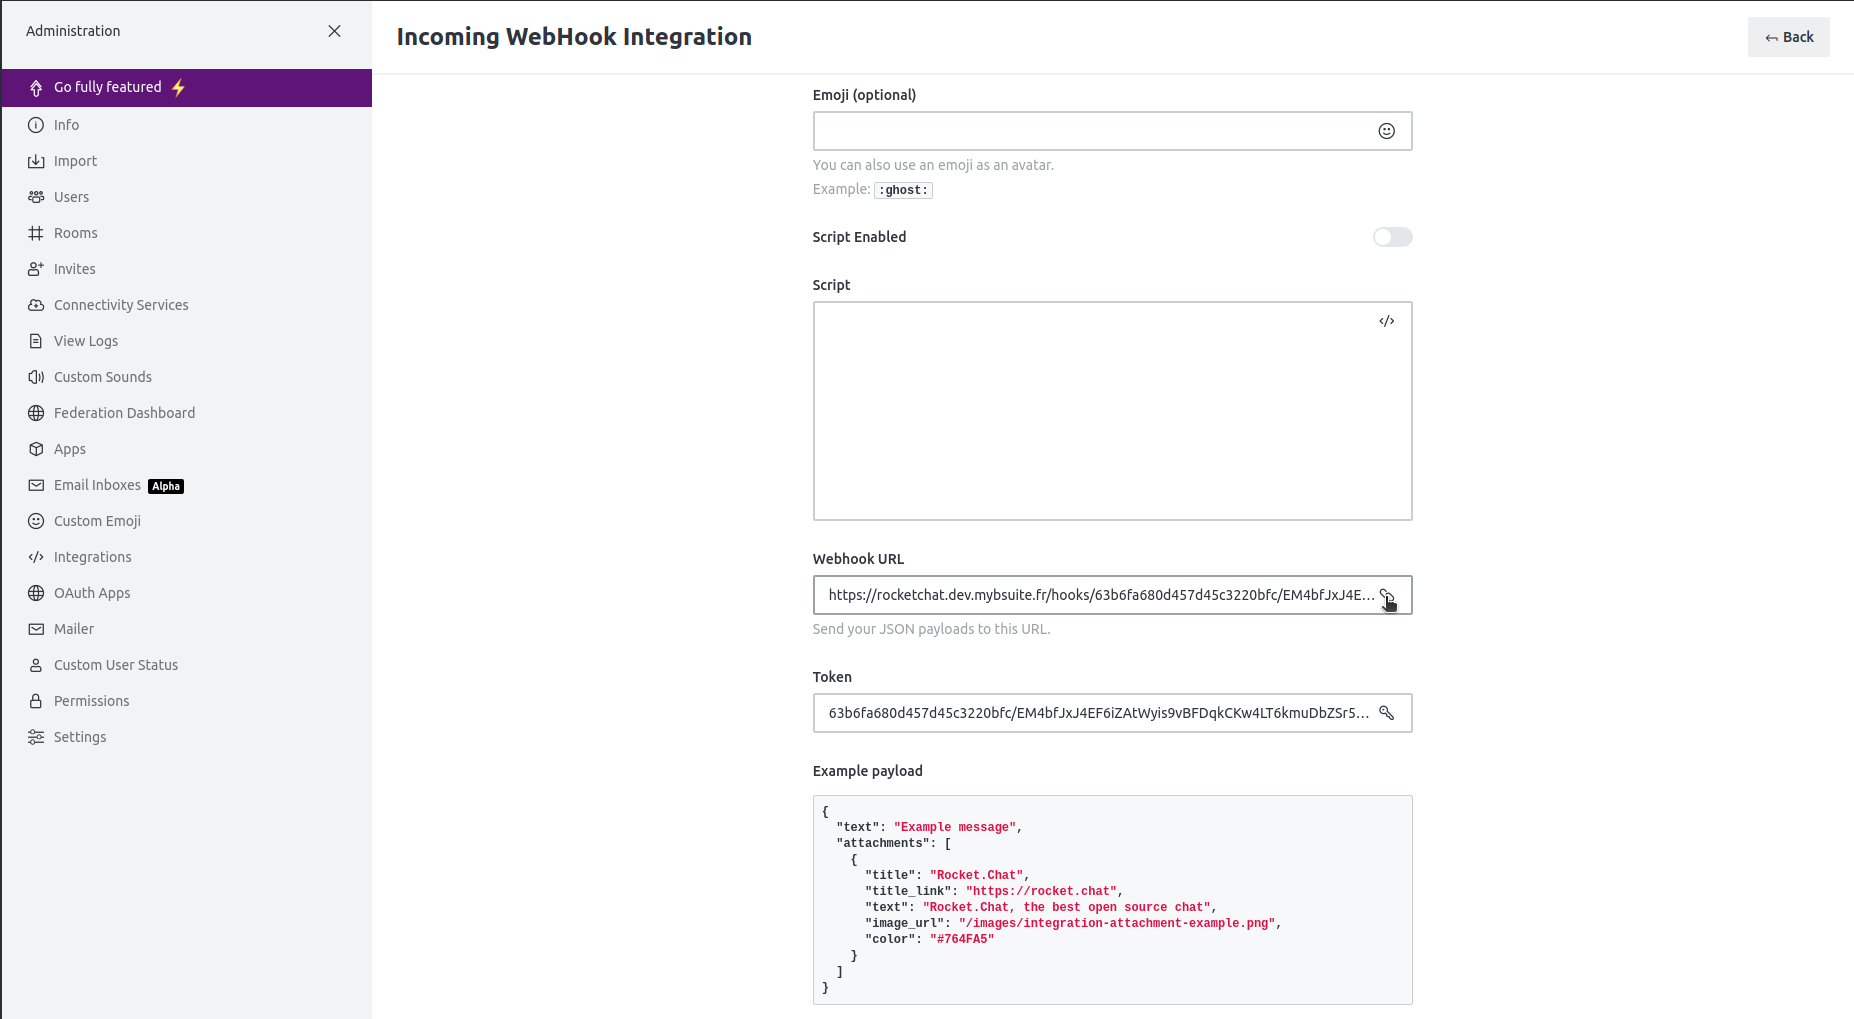 Administration
Go fully featured
Info
Import
Users
Rooms
Invites
Connectivity Services
View Logs
Custom Sounds
Federation Dashboard
Apps
Email Inboxes Alpha
Custom Emoji
Integrations
OAuth Apps
Mailer
Custom User Status
Permissions
Settings
Incoming WebHook Integration
Back
Emoji (optional)
You can also use an emoji as an avatar.
Example: :ghost:
Script Enabled
Script
Webhook URL
https://rocketchat.dev.mybsuite.fr/hooks/63b6fa680d457d45c3220bfc/EM4bfJxJ4E...
Send your JSON payloads to this URL.
Token
63b6fa680d457d45c3220bfc/EM4bfJxJ4EF6iZAtWyis9vBFDqkCKw4LT6kmuDbZSr5...
Example payload
{
"text": "Example message",
"attachments": [
{
"title": "Rocket.Chat",
"title_link": "https://rocket.chat",
"text": "Rocket.Chat, the best open source chat",
"image_url": "/images/integration-attachment-example.png",
"color": "#764FA5"
}
]
}